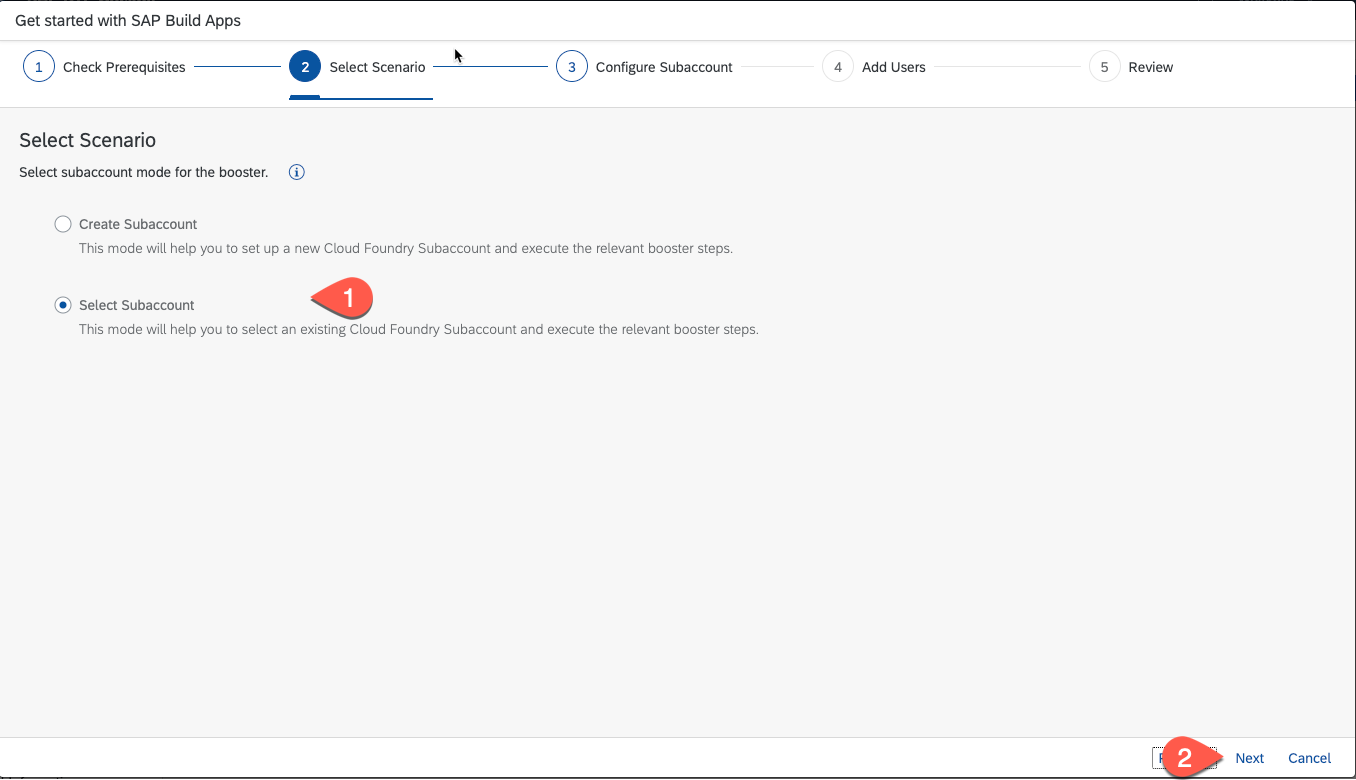 Get started with SAP Build Apps
1 Check Prerequisites 2 Select Scenario 3 Configure Subaccount 4 Add Users 5 Review
Select Scenario
Select subaccount mode for the booster.
Create Subaccount
This mode will help you to set up a new Cloud Foundry Subaccount and execute the relevant booster steps.
Select Subaccount 1
This mode will help you to select an existing Cloud Foundry Subaccount and execute the relevant booster steps.
2 Next Cancel